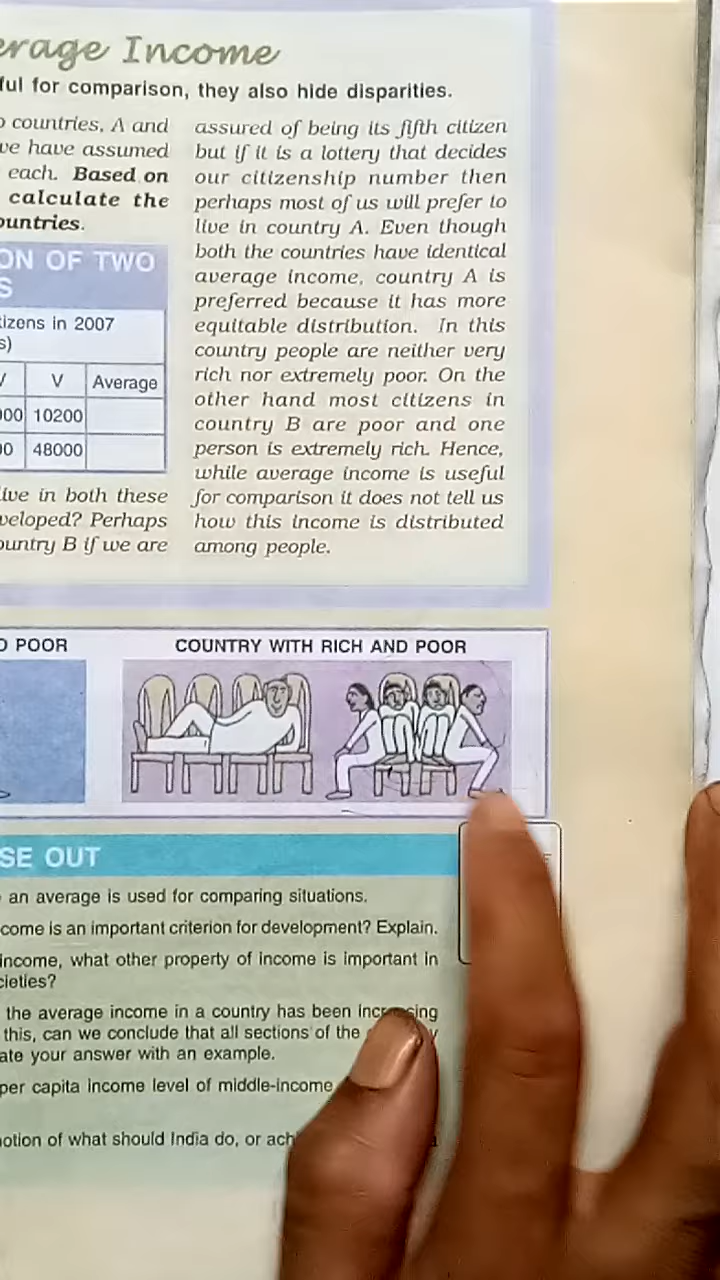 erage Income
ful for comparison, they also hide disparities.
o countries, A and
ve have assumed
each. Based on
calculate the
ountries.
ON OF TWO
S
tizens in 2007
s)
V V Average
000 10200
00 48000
live in both these
veloped? Perhaps
ountry B if we are
assured of being its fifth citizen
but if it is a lottery that decides
our citizenship number then
perhaps most of us will prefer to
live in country A. Even though
both the countries have identical
average income, country A is
preferred because it has more
equitable distribution. In this
country people are neither very
rich nor extremely poor. On the
other hand most citizens in
country B are poor and one
person is extremely rich. Hence,
while average income is useful
for comparison it does not tell us
how this income is distributed
among people.
D POOR
COUNTRY WITH RICH AND POOR
SE OUT
an average is used for comparing situations.
come is an important criterion for development? Explain.
income, what other property of income is important in
cieties?
the average income in a country has been increasing
this, can we conclude that all sections of the
ate your answer with an example.
per capita income level of middle-income
notion of what should India do, or ach